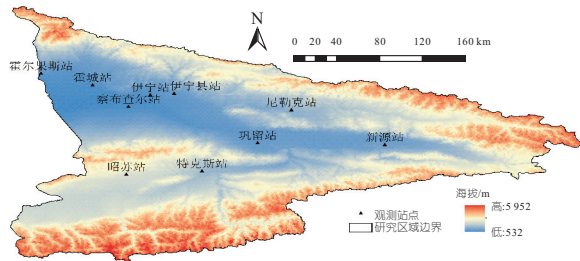 N
0 20 40 80 120 160 km
霍尔果斯站
霍城站
伊宁站
伊宁县站
察布查尔站
尼勒克站
巩留站
新源站
昭苏站
特克斯站
海拔/m
观测站点
高:5 952
研究区域边界
低:532